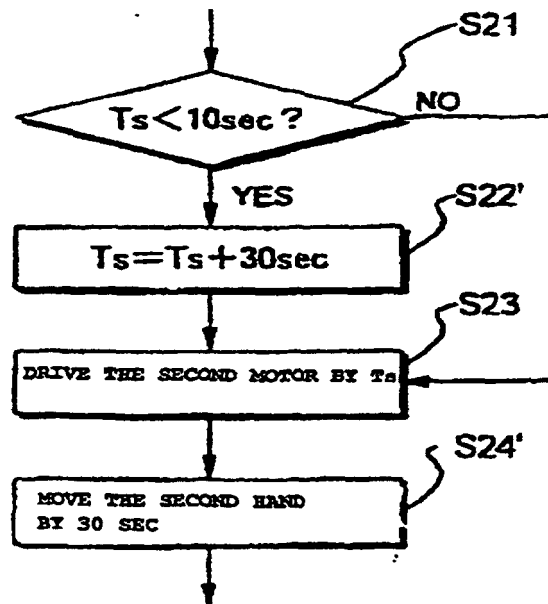 S21
Ts<10sec?
NO
YES
S22'
Ts=Ts+30sec
S23
DRIVE THE SECOND MOTOR BY Ts
S24'
MOVE THE SECOND HAND
BY 30 SEC